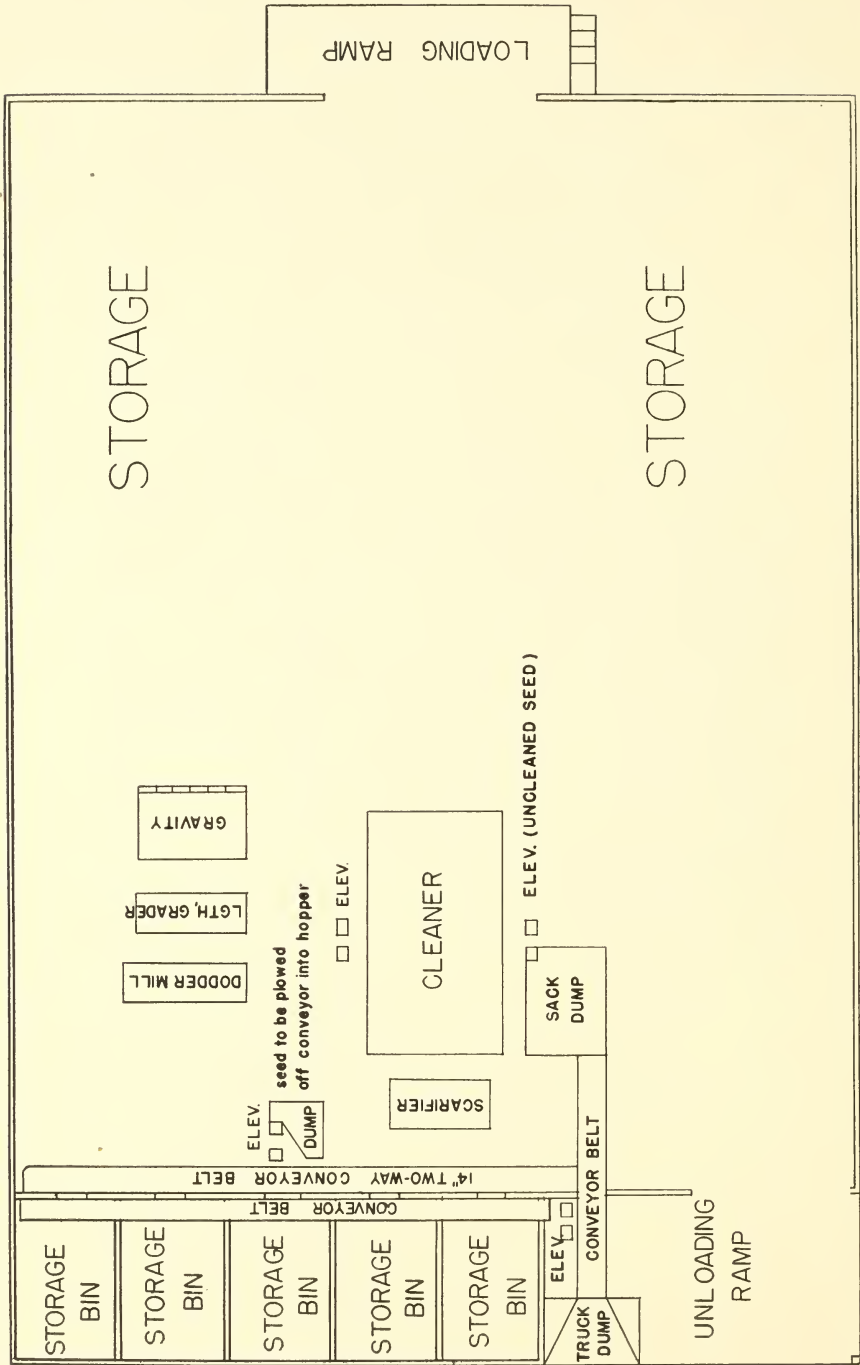 LOADING RAMP
STORAGE
STORAGE
GRAVITY
LGTH, GRADER
DODDER MILL
ELEV.
seed to be plowed
off conveyor into hopper
ELEV.
DUMP
CLEANER
SCARIFIER
ELEV. (UNCLEANED SEED)
SACK
DUMP
14" TWO-WAY CONVEYOR BELT
CONVEYOR BELT
CONVEYOR BELT
STORAGE
BIN
STORAGE
BIN
STORAGE
BIN
STORAGE
BIN
STORAGE
BIN
ELEV.
TRUCK
DUMP
UNLOADING
RAMP